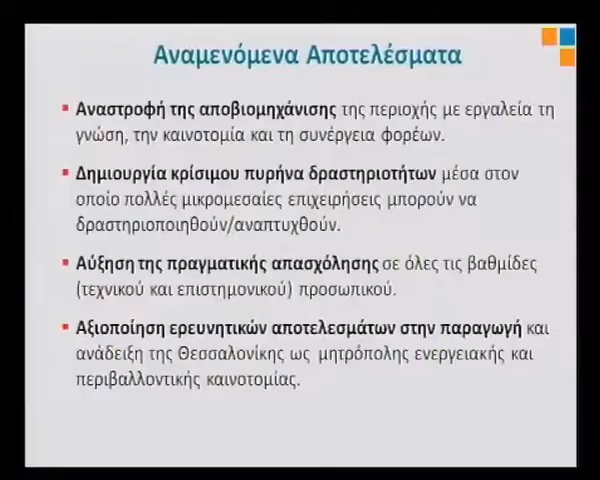 Αναμενόμενα Αποτελέσματα
Αναστροφή της αποβιομηχάνισης της περιοχής με εργαλεία τη
γνώση, την καινοτομία και τη συνέργεια φορέων.
Δημιουργία κρίσιμου πυρήνα δραστηριοτήτων μέσα στον
οποίο πολλές μικρομεσαίες επιχειρήσεις μπορούν να
δραστηριοποιηθούν/αναπτυχθούν.
Αύξηση της πραγματικής απασχόλησης σε όλες τις βαθμίδες
(τεχνικού και επιστημονικού) προσωπικού.
Αξιοποίηση ερευνητικών αποτελεσμάτων στην παραγωγή και
ανάδειξη της Θεσσαλονίκης ως μητρόπολης ενεργειακής και
περιβαλλοντικής καινοτομίας.